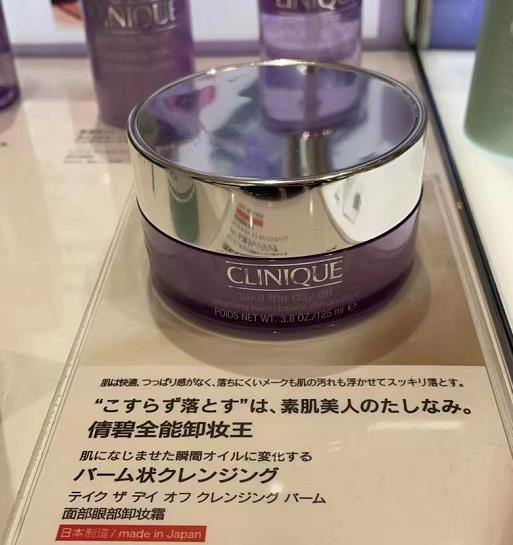 CLINIQUE
take the day off
cleansing balm/baume démaquillant
POIDS NET WT. 3.8 OZ./125 ml e
肌は快適、つっぱり感がなく、落ちにくいメークも肌の汚れも浮かせてスッキリ落とす。
“こすらず落とす”は、素肌美人のたしなみ。
倩碧全能卸妆王
肌になじませた瞬間オイルに変化する
バーム状クレンジング
テイク ザ デイ オフ クレンジング バーム
面部眼部卸妆霜
日本制造 / made in Japan